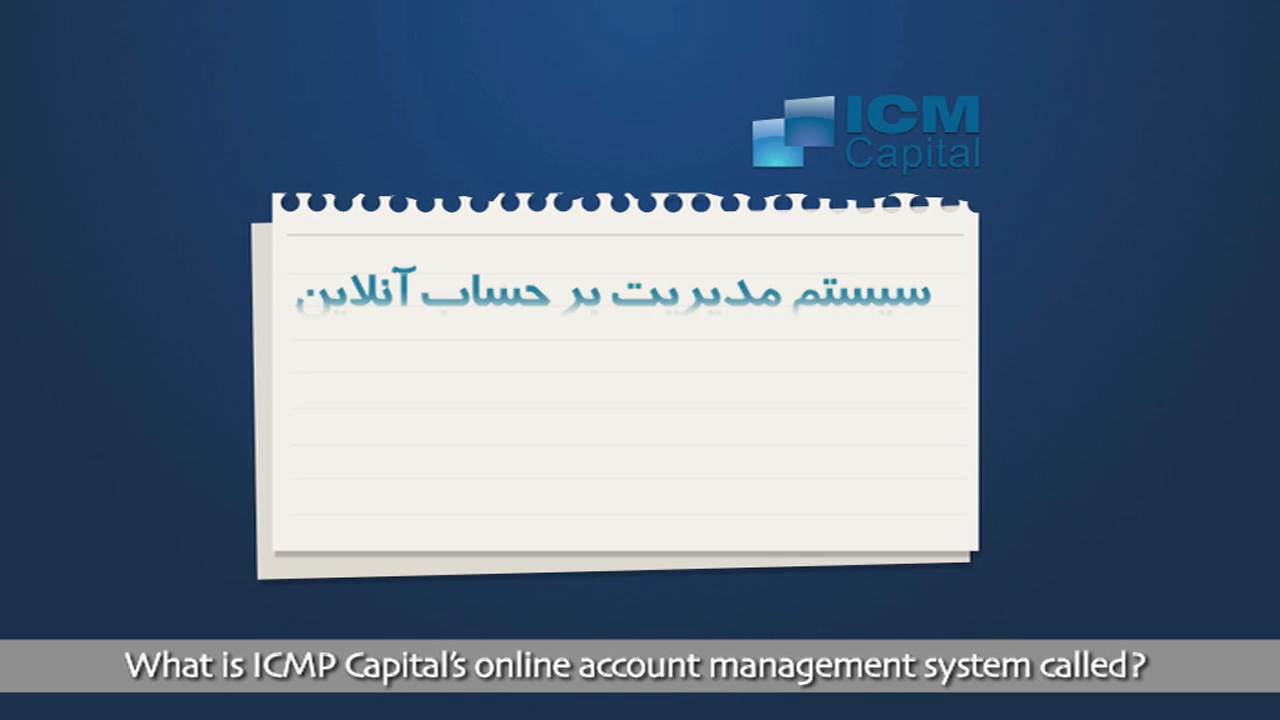 ICM
Capital
سیستم مدیریت بر حساب آنلاین
What is ICMP Capital's online account management system called?